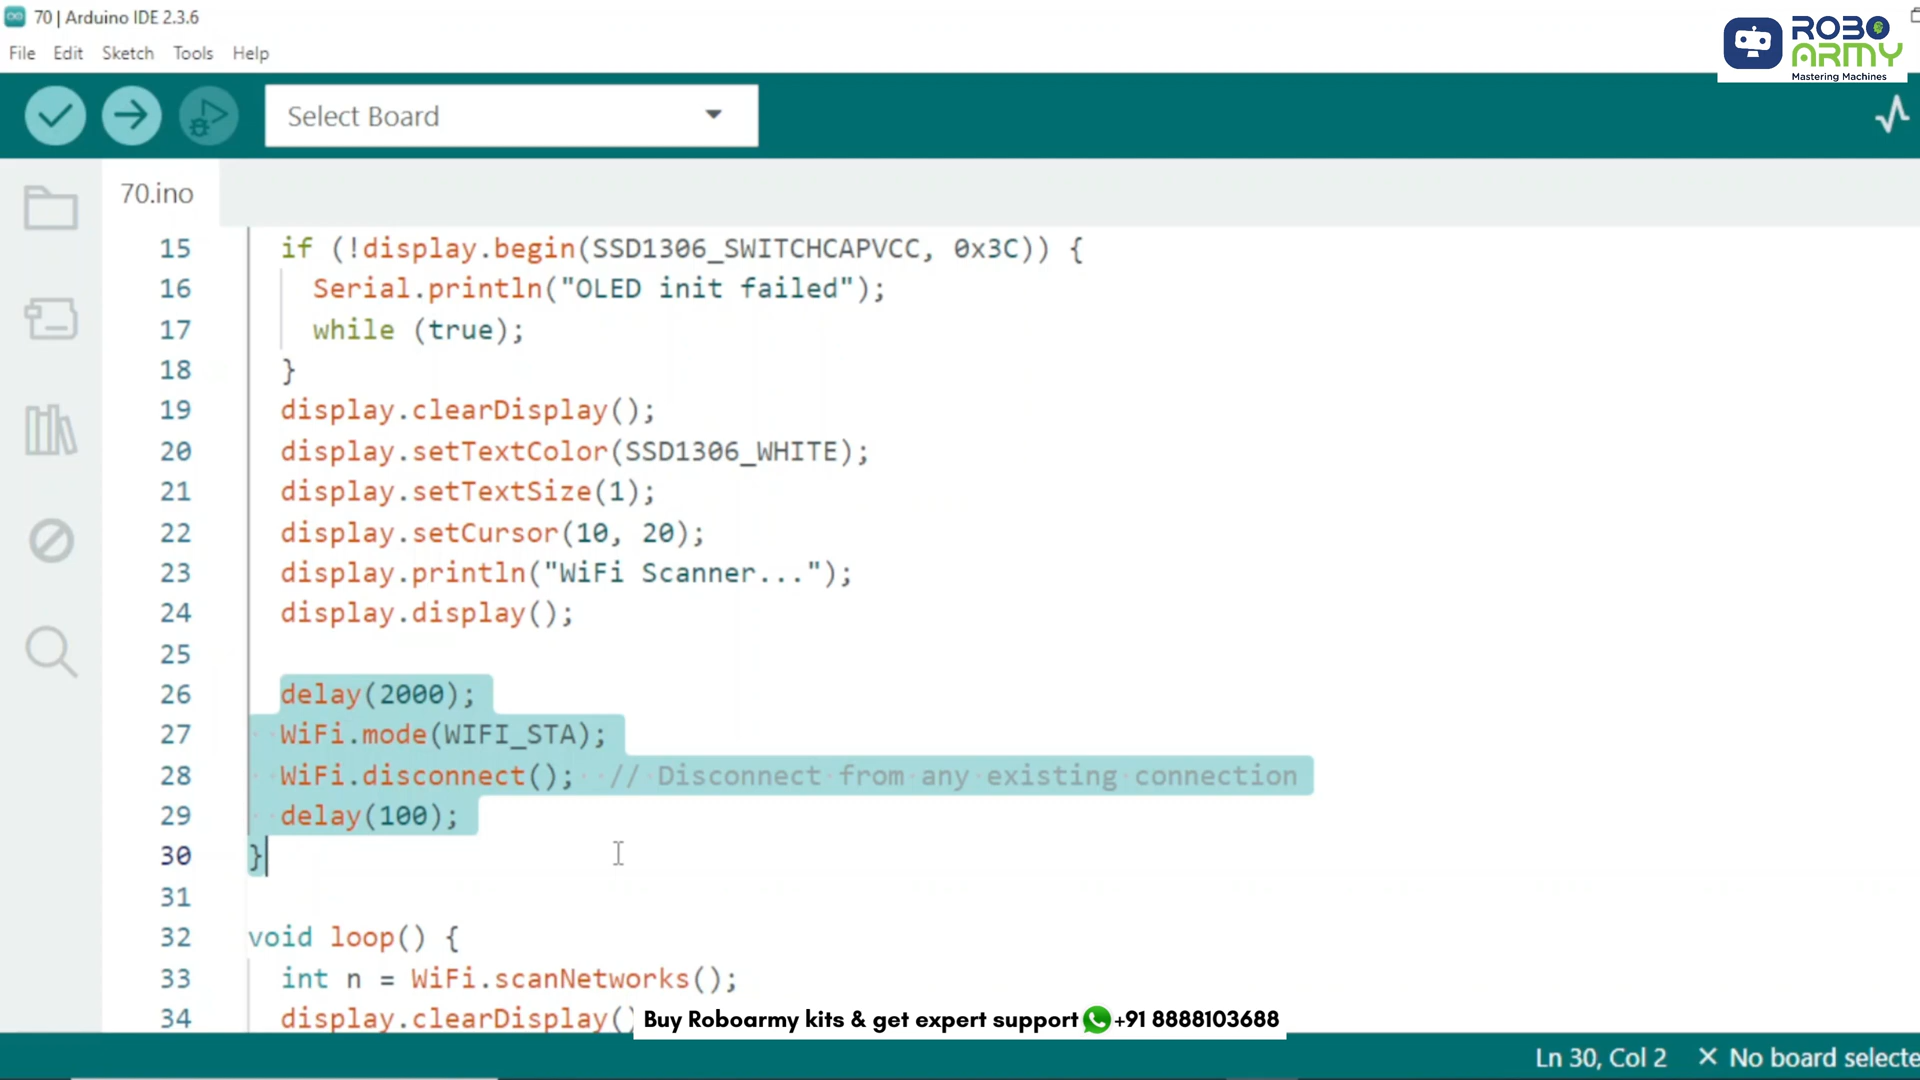 70 | Arduino IDE 2.3.6
File Edit Sketch Tools Help
ROBO
ARMY
Mastering Machines
Select Board
70.ino
15 if (!display.begin(SSD1306_SWITCHCAPVCC, 0x3C)) {
16 Serial.println("OLED init failed");
17 while (true);
18 }
19 display.clearDisplay();
20 display.setTextColor(SSD1306_WHITE);
21 display.setTextSize(1);
22 display.setCursor(10, 20);
23 display.println("WiFi Scanner...");
24 display.display();
25
26 delay(2000);
27 WiFi.mode(WIFI_STA);
28 WiFi.disconnect(); // Disconnect from any existing connection
29 delay(100);
30 }
31
32 void loop() {
33 int n = WiFi.scanNetworks();
34 display.clearDisplay()
Buy Roboarmy kits & get expert support +91 8888103688
Ln 30, Col 2 × No board selecte